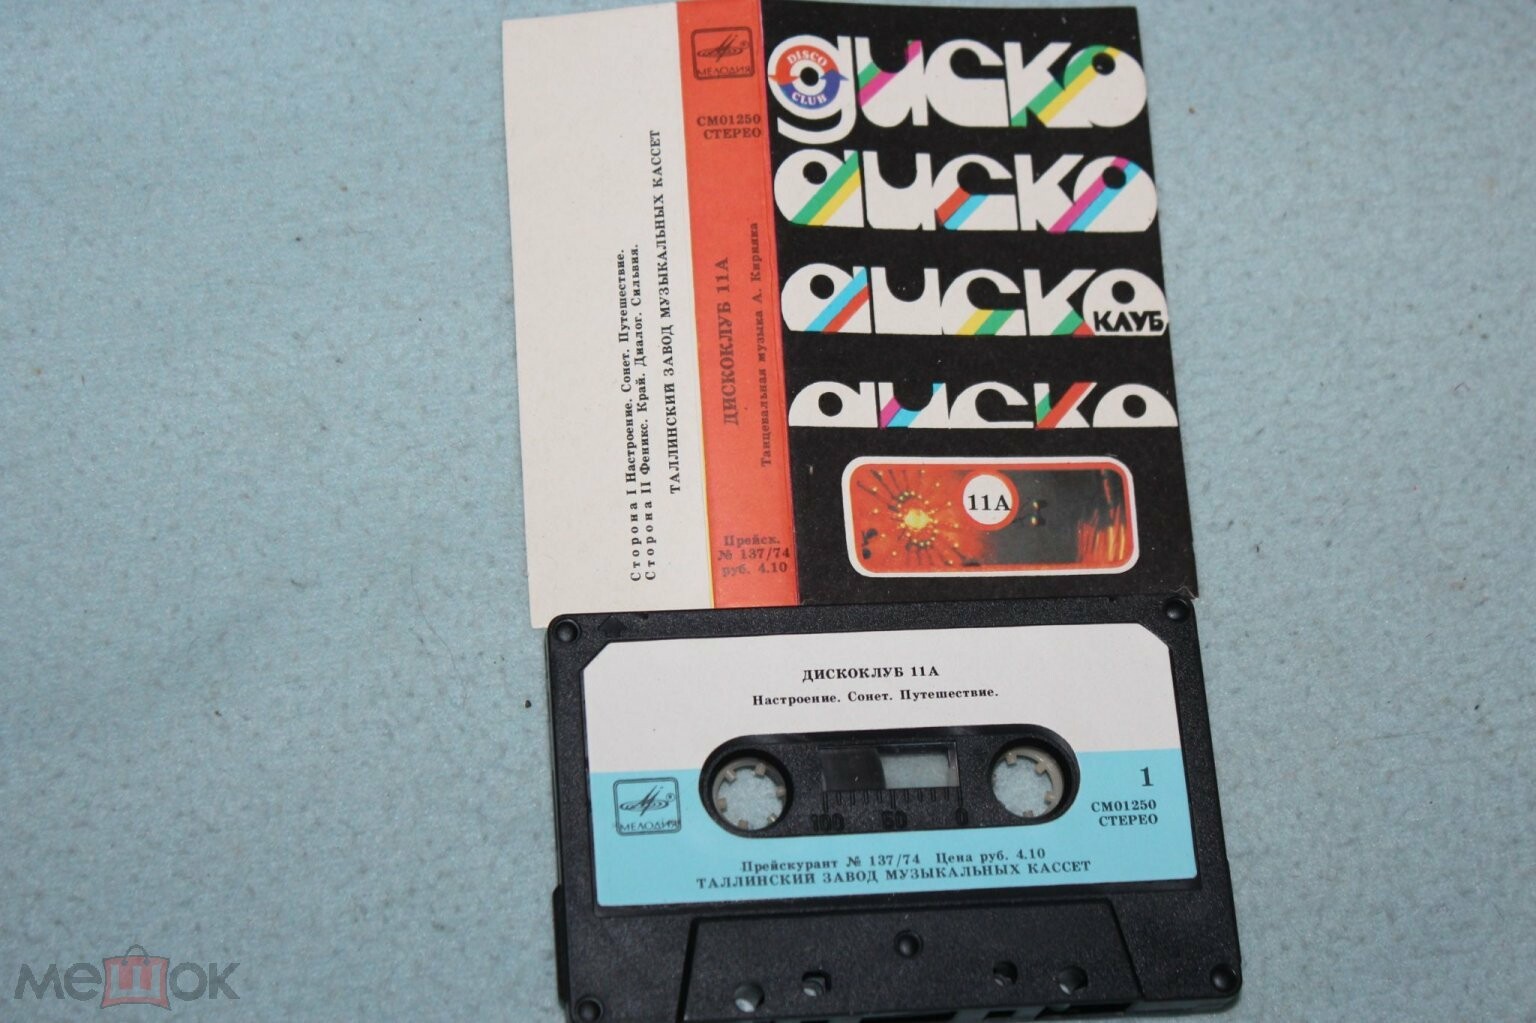 Сторона I Настроение. Сонет. Путешествие.
Сторона II Феникс. Край. Диалог. Сильвия.
ТАЛЛИНСКИЙ ЗАВОД МУЗЫКАЛЬНЫХ КАССЕТ
МЕЛОДИЯ
СМ01250
СТЕРЕО
ДИСКОКЛУБ 11А
Танцевальная музыка А. Кирияка
Прейск.
№ 137/74
руб. 4.10
диско
DISCO
CLUB
диско
диско
КЛУБ
диско
11А
ДИСКОКЛУБ 11А
Настроение. Сонет. Путешествие.
МЕЛОДИЯ
1
СМ01250
СТЕРЕО
100 50 0
Прейскурант № 137/74 Цена руб. 4.10
ТАЛЛИНСКИЙ ЗАВОД МУЗЫКАЛЬНЫХ КАССЕТ
мешок